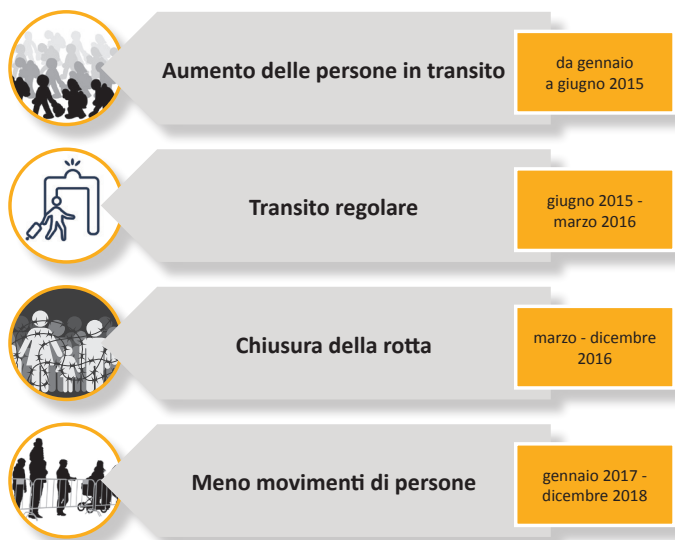 Aumento delle persone in transito
da gennaio
a giugno 2015
Transito regolare
giugno 2015 -
marzo 2016
Chiusura della rotta
marzo - dicembre
2016
Meno movimenti di persone
gennaio 2017 -
dicembre 2018